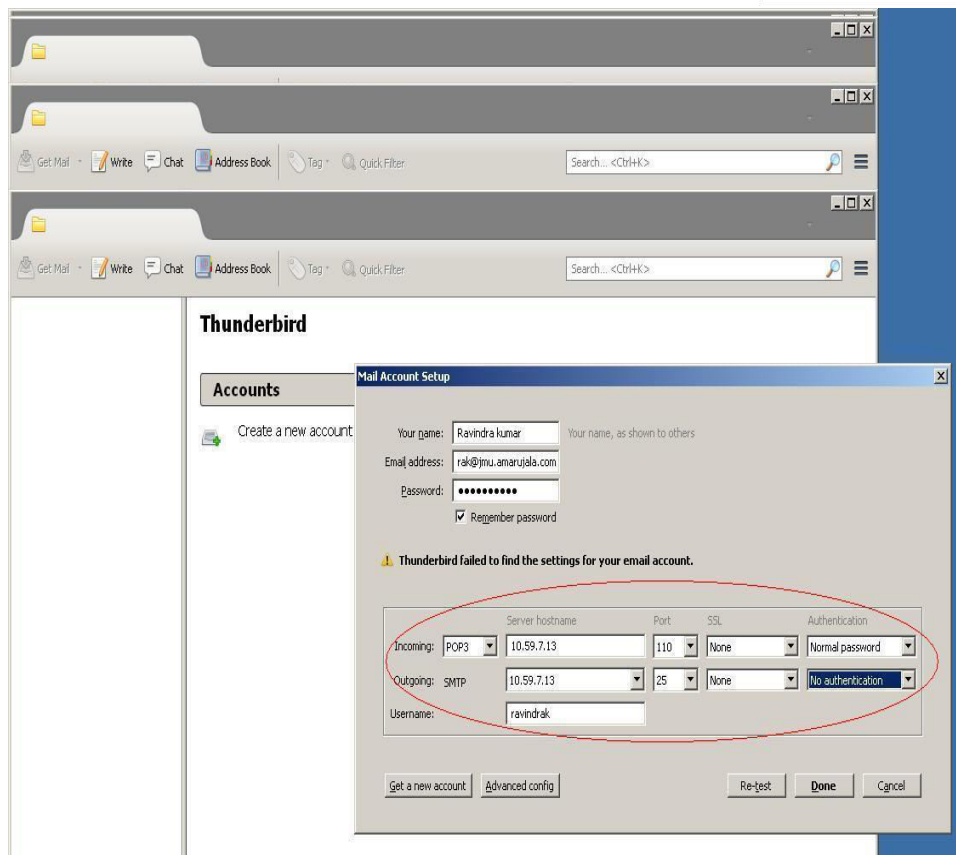 Get Mail Write Chat Address Book Tag Quick Filter Search... <Ctrl+K>
Get Mail Write Chat Address Book Tag Quick Filter Search... <Ctrl+K>
Thunderbird
Accounts
Create a new account
Mail Account Setup
Your name: Ravindra kumar Your name, as shown to others
Email address: rak@jmu.amarujala.com
Password: ••••••••••
Remember password
Thunderbird failed to find the settings for your email account.
Server hostname Port SSL Authentication
Incoming: POP3 10.59.7.13 110 None Normal password
Outgoing: SMTP 10.59.7.13 25 None No authentication
Username: ravindrak
Get a new account Advanced config Re-test Done Cancel